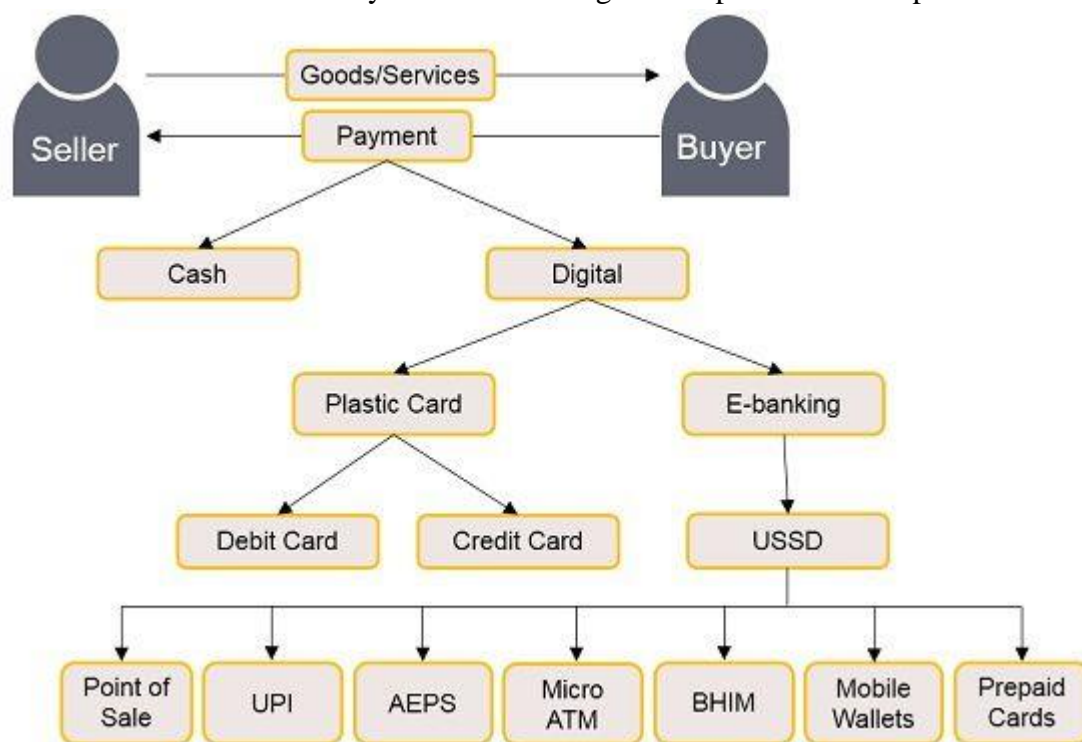 Goods/Services
Seller
Payment
Buyer
Cash
Digital
Plastic Card
E-banking
Debit Card
Credit Card
USSD
Point of
Sale
UPI
AEPS
Micro
ATM
BHIM
Mobile
Wallets
Prepaid
Cards